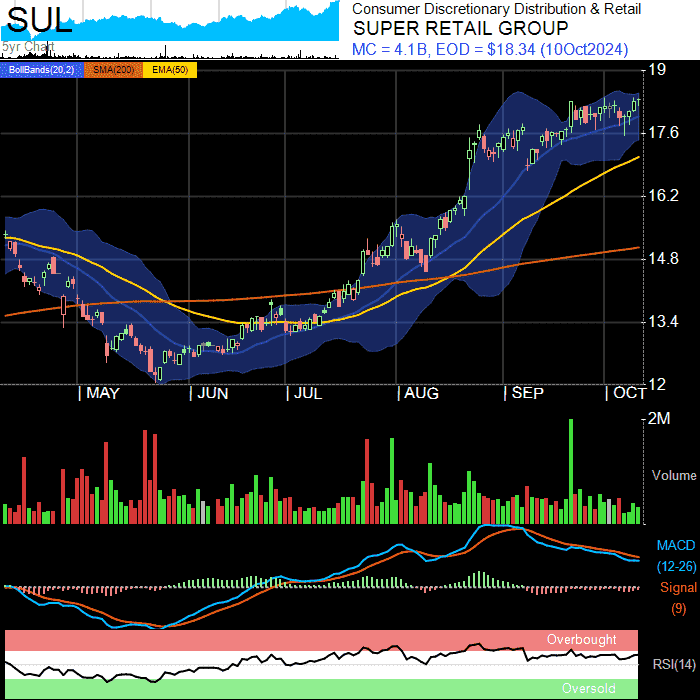 SUL
5yr Chart
Consumer Discretionary Distribution & Retail
SUPER RETAIL GROUP
MC = 4.1B, EOD = $18.34 (10Oct2024)
BollBands(20,2) SMA(200) EMA(50)
19
17.6
16.2
14.8
13.4
12
| MAY | JUN | JUL | AUG | SEP | OCT
2M
Volume
MACD
(12-26)
Signal
(9)
Overbought
RSI(14)
Oversold